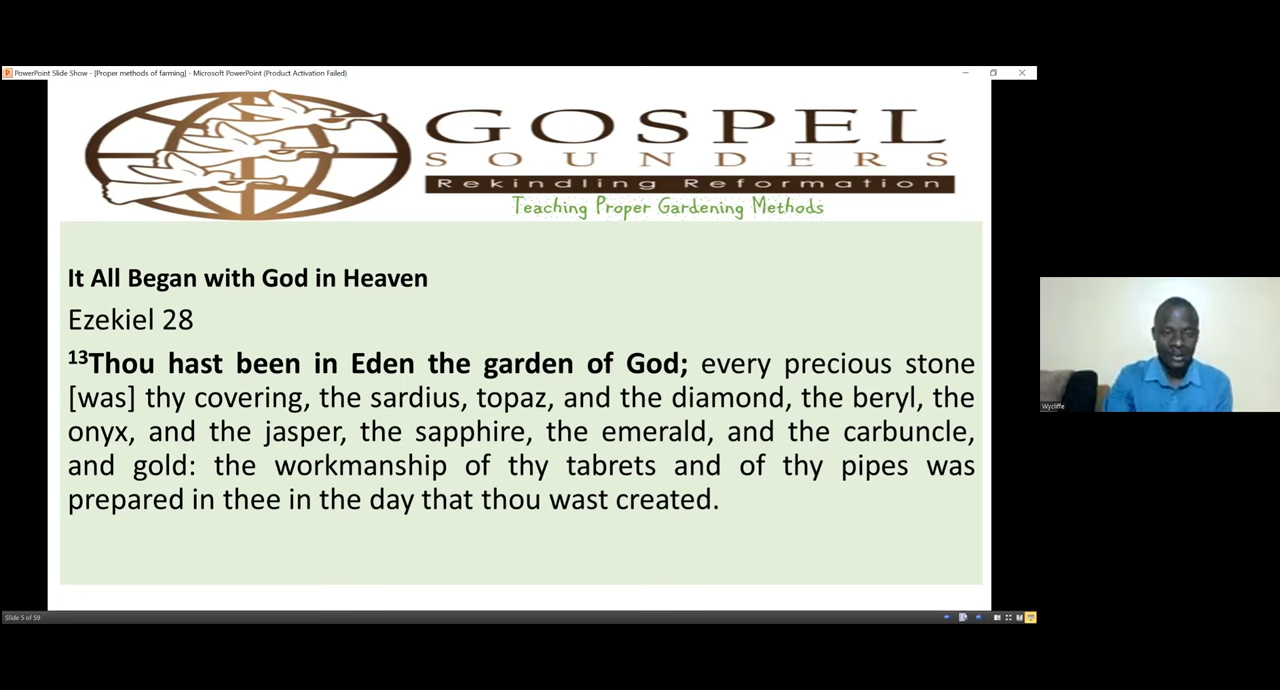 PowerPoint Slide Show - [Proper methods of farming] - Microsoft PowerPoint (Product Activation Failed)
GOSPEL
SOUNDERS
Rekindling Reformation
Teaching Proper Gardening Methods
It All Began with God in Heaven
Ezekiel 28
13Thou hast been in Eden the garden of God; every precious stone
[was] thy covering, the sardius, topaz, and the diamond, the beryl, the
onyx, and the jasper, the sapphire, the emerald, and the carbuncle,
and gold: the workmanship of thy tabrets and of thy pipes was
prepared in thee in the day that thou wast created.
Wycliffe
Slide 5 of 59